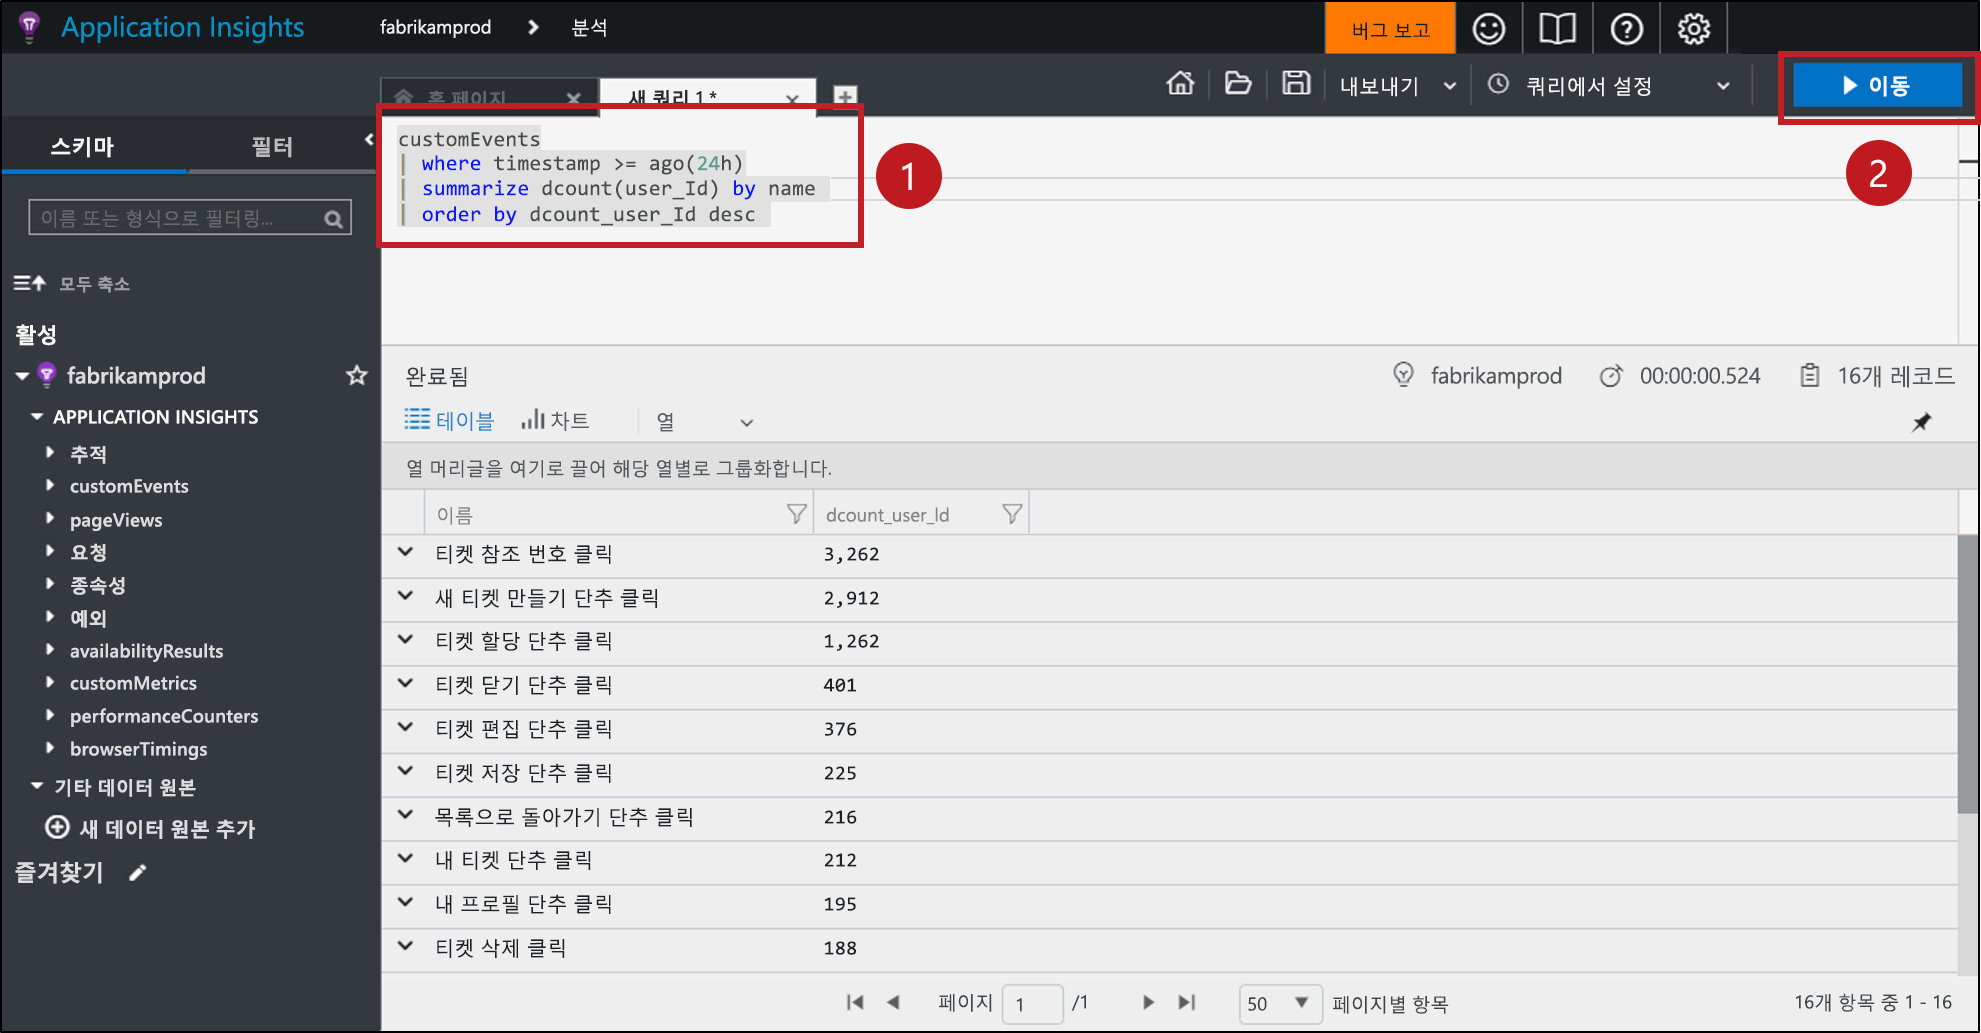 Application Insights
fabrikamprod
분석
버그 보고
홈 페이지
새 쿼리 1*
내보내기
쿼리에서 설정
이동
스키마
필터
이름 또는 형식으로 필터링...
모두 축소
활성
fabrikamprod
APPLICATION INSIGHTS
추적
customEvents
pageViews
요청
종속성
예외
availabilityResults
customMetrics
performanceCounters
browserTimings
기타 데이터 원본
새 데이터 원본 추가
즐겨찾기
customEvents
| where timestamp >= ago(24h)
| summarize dcount(user_Id) by name
| order by dcount_user_Id desc
1
2
완료됨
fabrikamprod
00:00:00.524
16개 레코드
테이블
차트
열
열 머리글을 여기로 끌어 해당 열별로 그룹화합니다.
이름 dcount_user_Id
티켓 참조 번호 클릭 3,262
새 티켓 만들기 단추 클릭 2,912
티켓 할당 단추 클릭 1,262
티켓 닫기 단추 클릭 401
티켓 편집 단추 클릭 376
티켓 저장 단추 클릭 225
목록으로 돌아가기 단추 클릭 216
내 티켓 단추 클릭 212
내 프로필 단추 클릭 195
티켓 삭제 클릭 188
페이지 1 /1
50 페이지별 항목
16개 항목 중 1 - 16